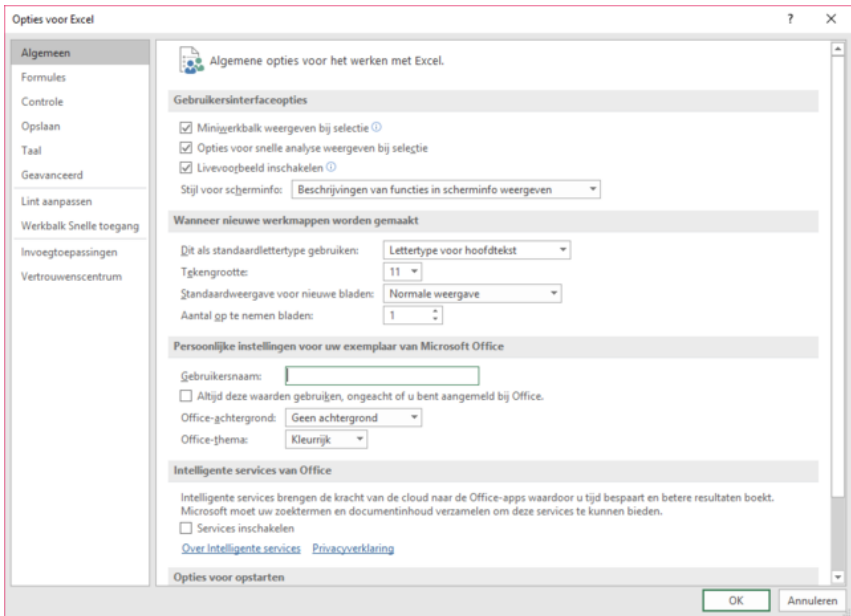 Opties voor Excel
Algemeen
Formules
Controle
Opslaan
Taal
Geavanceerd
Lint aanpassen
Werkbalk Snelle toegang
Invoegtoepassingen
Vertrouwenscentrum
Algemene opties voor het werken met Excel.
Gebruikersinterfaceopties
Miniwerkbalk weergeven bij selectie
Opties voor snelle analyse weergeven bij selectie
Livevoorbeeld inschakelen
Stijl voor scherminfo: Beschrijvingen van functies in scherminfo weergeven
Wanneer nieuwe werkmappen worden gemaakt
Dit als standaardlettertype gebruiken: Lettertype voor hoofdtekst
Tekengrootte: 11
Standaardweergave voor nieuwe bladen: Normale weergave
Aantal op te nemen bladen: 1
Persoonlijke instellingen voor uw exemplaar van Microsoft Office
Gebruikersnaam:
Altijd deze waarden gebruiken, ongeacht of u bent aangemeld bij Office.
Office-achtergrond: Geen achtergrond
Office-thema: Kleurrijk
Intelligente services van Office
Intelligente services brengen de kracht van de cloud naar de Office-apps waardoor u tijd bespaart en betere resultaten boekt.
Microsoft moet uw zoektermen en documentinhoud verzamelen om deze services te kunnen bieden.
Services inschakelen
Over Intelligente services Privacyverklaring
Opties voor opstarten
OK Annuleren